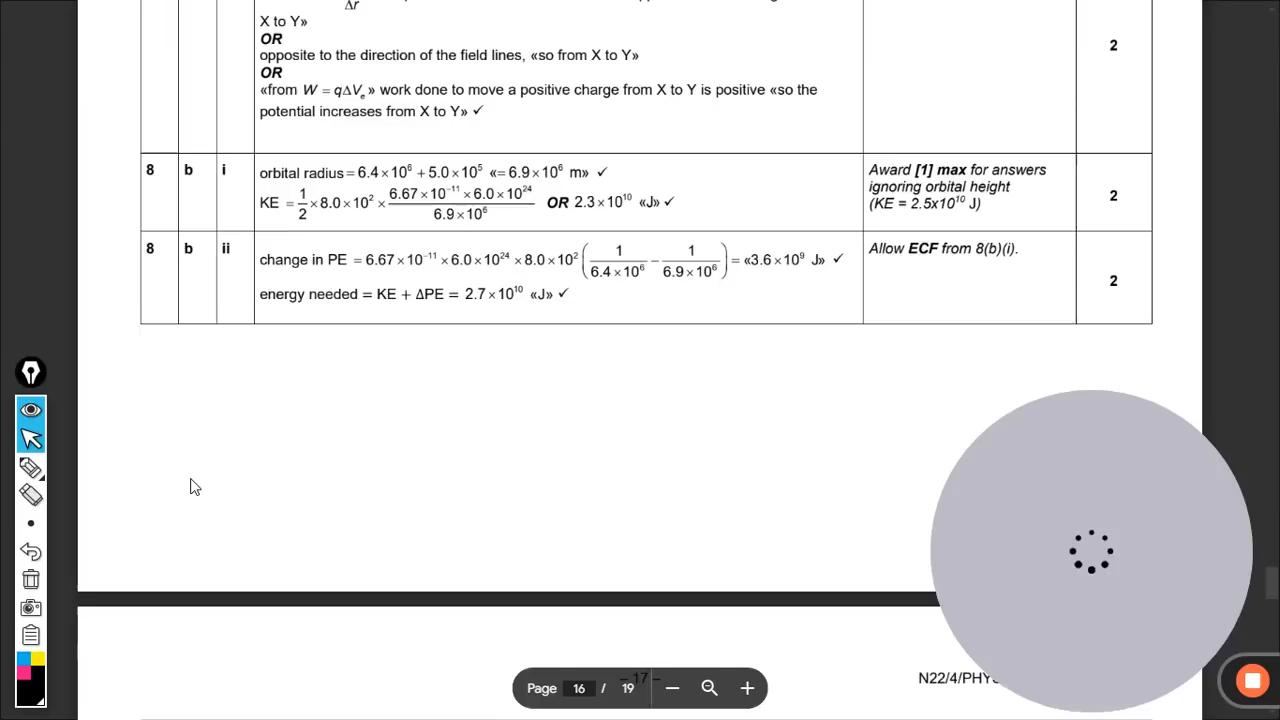 Δr
X to Y»
OR
opposite to the direction of the field lines, «so from X to Y»
OR
«from W = qΔVₑ » work done to move a positive charge from X to Y is positive «so the
potential increases from X to Y» ✓
2
8 b i
orbital radius = 6.4×10⁶ + 5.0×10⁵ «= 6.9×10⁶ m» ✓
KE = 1/2 × 8.0×10² × (6.67×10⁻¹¹ × 6.0×10²⁴)/(6.9×10⁶) OR 2.3×10¹⁰ «J» ✓
Award [1] max for answers
ignoring orbital height
(KE = 2.5x10¹⁰ J)
2
8 b ii
change in PE = 6.67×10⁻¹¹ × 6.0×10²⁴ × 8.0×10² (1/(6.4×10⁶) − 1/(6.9×10⁶)) = «3.6×10⁹ J» ✓
energy needed = KE + ΔPE = 2.7×10¹⁰ «J» ✓
Allow ECF from 8(b)(i).
2
– 17 –
N22/4/PHY
Page 16 / 19